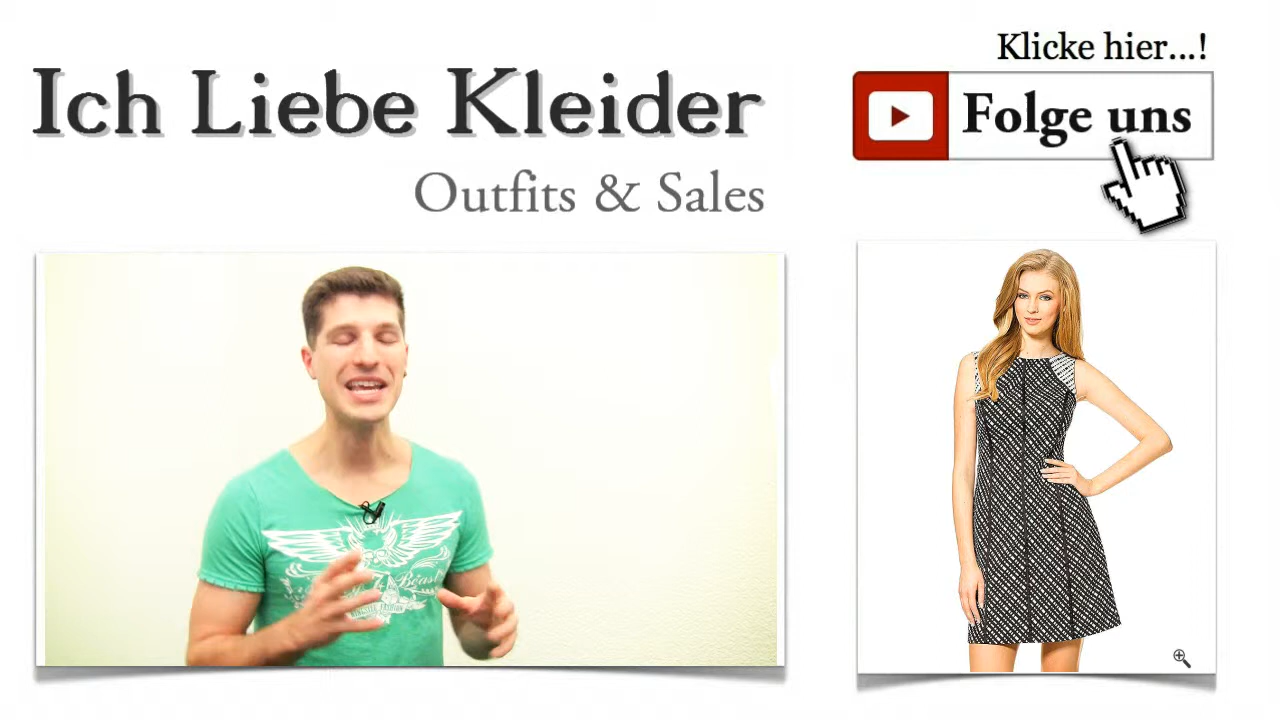 Klicke hier...!
Ich Liebe Kleider
Folge uns
Outfits & Sales